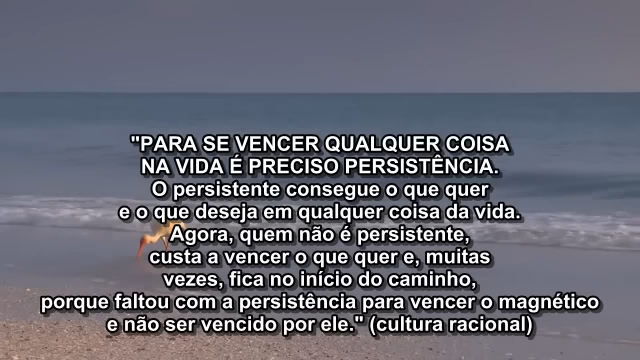 "PARA SE VENCER QUALQUER COISA
NA VIDA É PRECISO PERSISTÊNCIA.
O persistente consegue o que quer
e o que deseja em qualquer coisa da vida.
Agora, quem não é persistente,
custa a vencer o que quer e, muitas
vezes, fica no início do caminho,
porque faltou com a persistência para vencer o magnético
e não ser vencido por ele." (cultura racional)